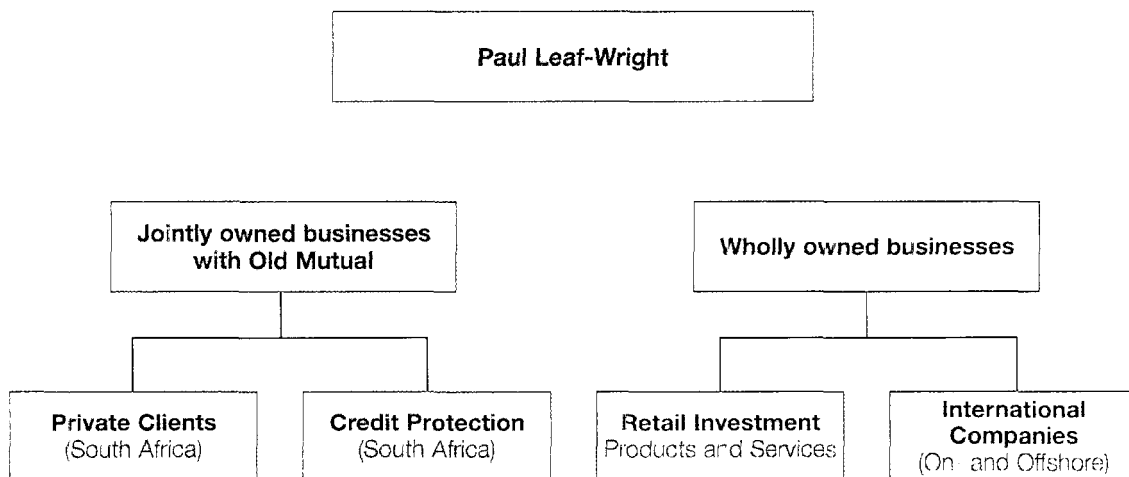 Paul Leaf-Wright
Jointly owned businesses
with Old Mutual
Wholly owned businesses
Private Clients
(South Africa)
Credit Protection
(South Africa)
Retail Investment
Products and Services
International
Companies
(On- and Offshore)